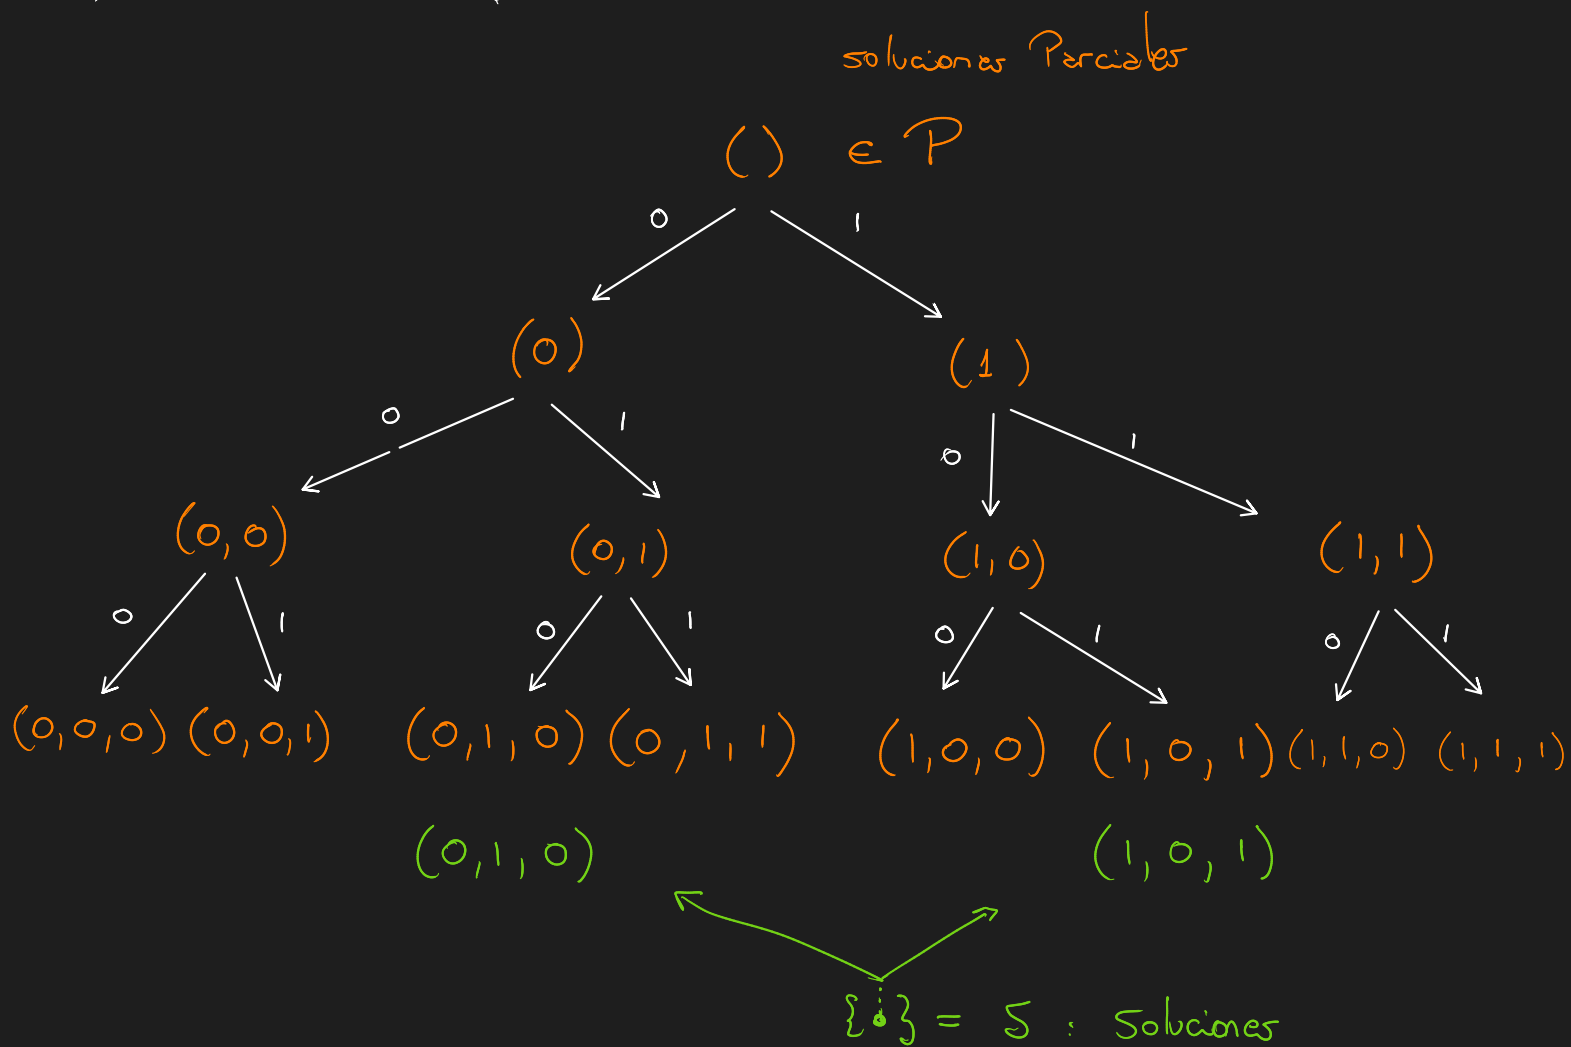 soluciones Parciales
( ) ∈ P
0 1
(0) (1)
0 1 0 1
(0,0) (0,1) (1,0) (1,1)
0 1 0 1 0 1 0 1
(0,0,0) (0,0,1) (0,1,0) (0,1,1) (1,0,0) (1,0,1) (1,1,0) (1,1,1)
(0,1,0) (1,0,1)
{•} = S : Soluciones